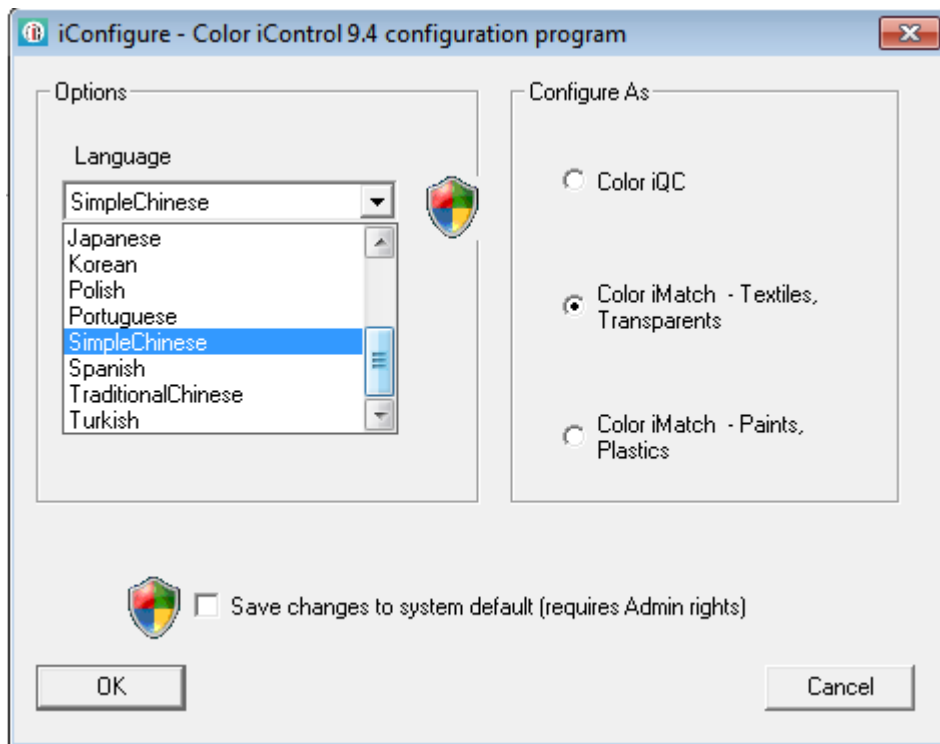 iConfigure - Color iControl 9.4 configuration program
Options
Language
SimpleChinese
Japanese
Korean
Polish
Portuguese
SimpleChinese
Spanish
TraditionalChinese
Turkish
Configure As
Color iQC
Color iMatch - Textiles,
Transparents
Color iMatch - Paints,
Plastics
Save changes to system default (requires Admin rights)
OK
Cancel